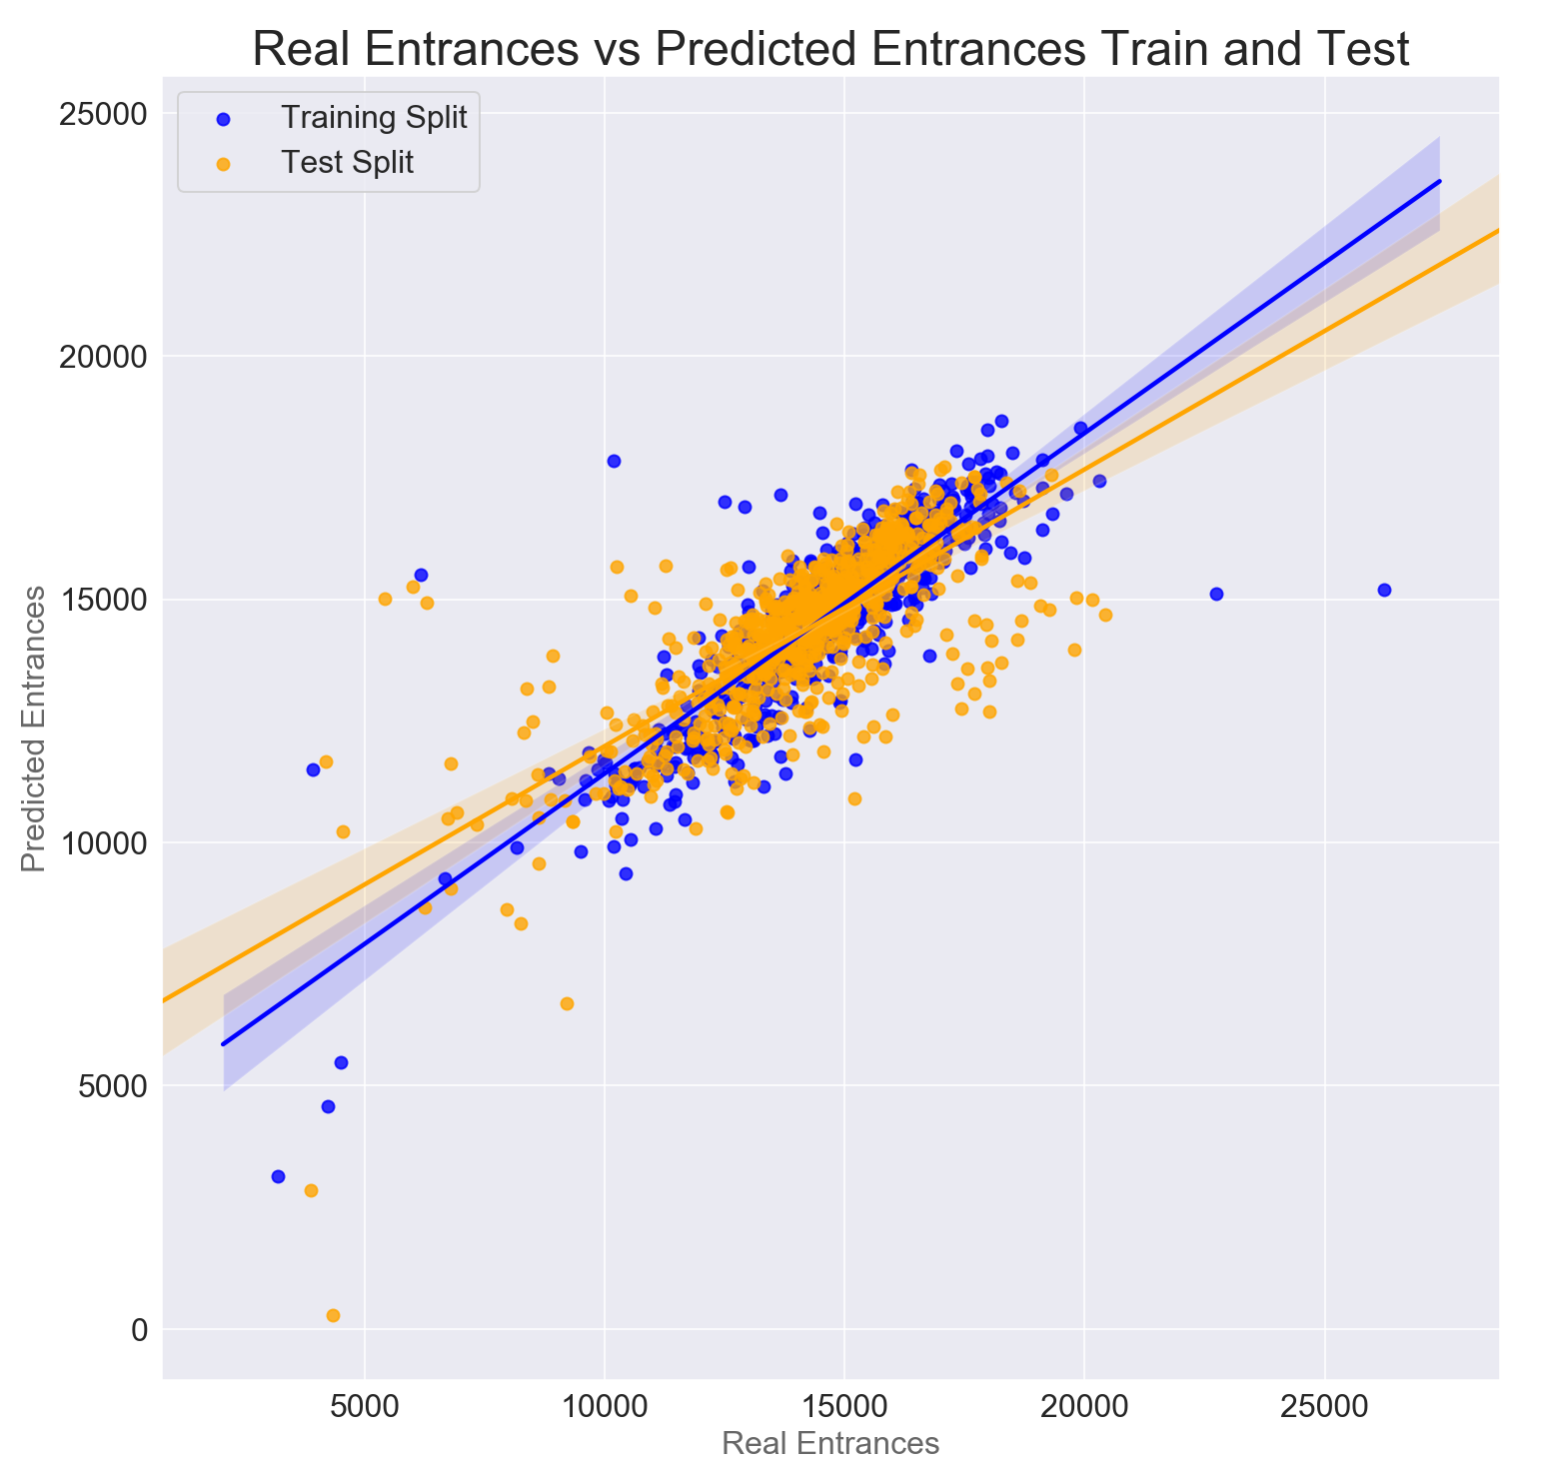 Real Entrances vs Predicted Entrances Train and Test
Training Split
Test Split
25000
20000
15000
10000
5000
0
Predicted Entrances
5000 10000 15000 20000 25000
Real Entrances